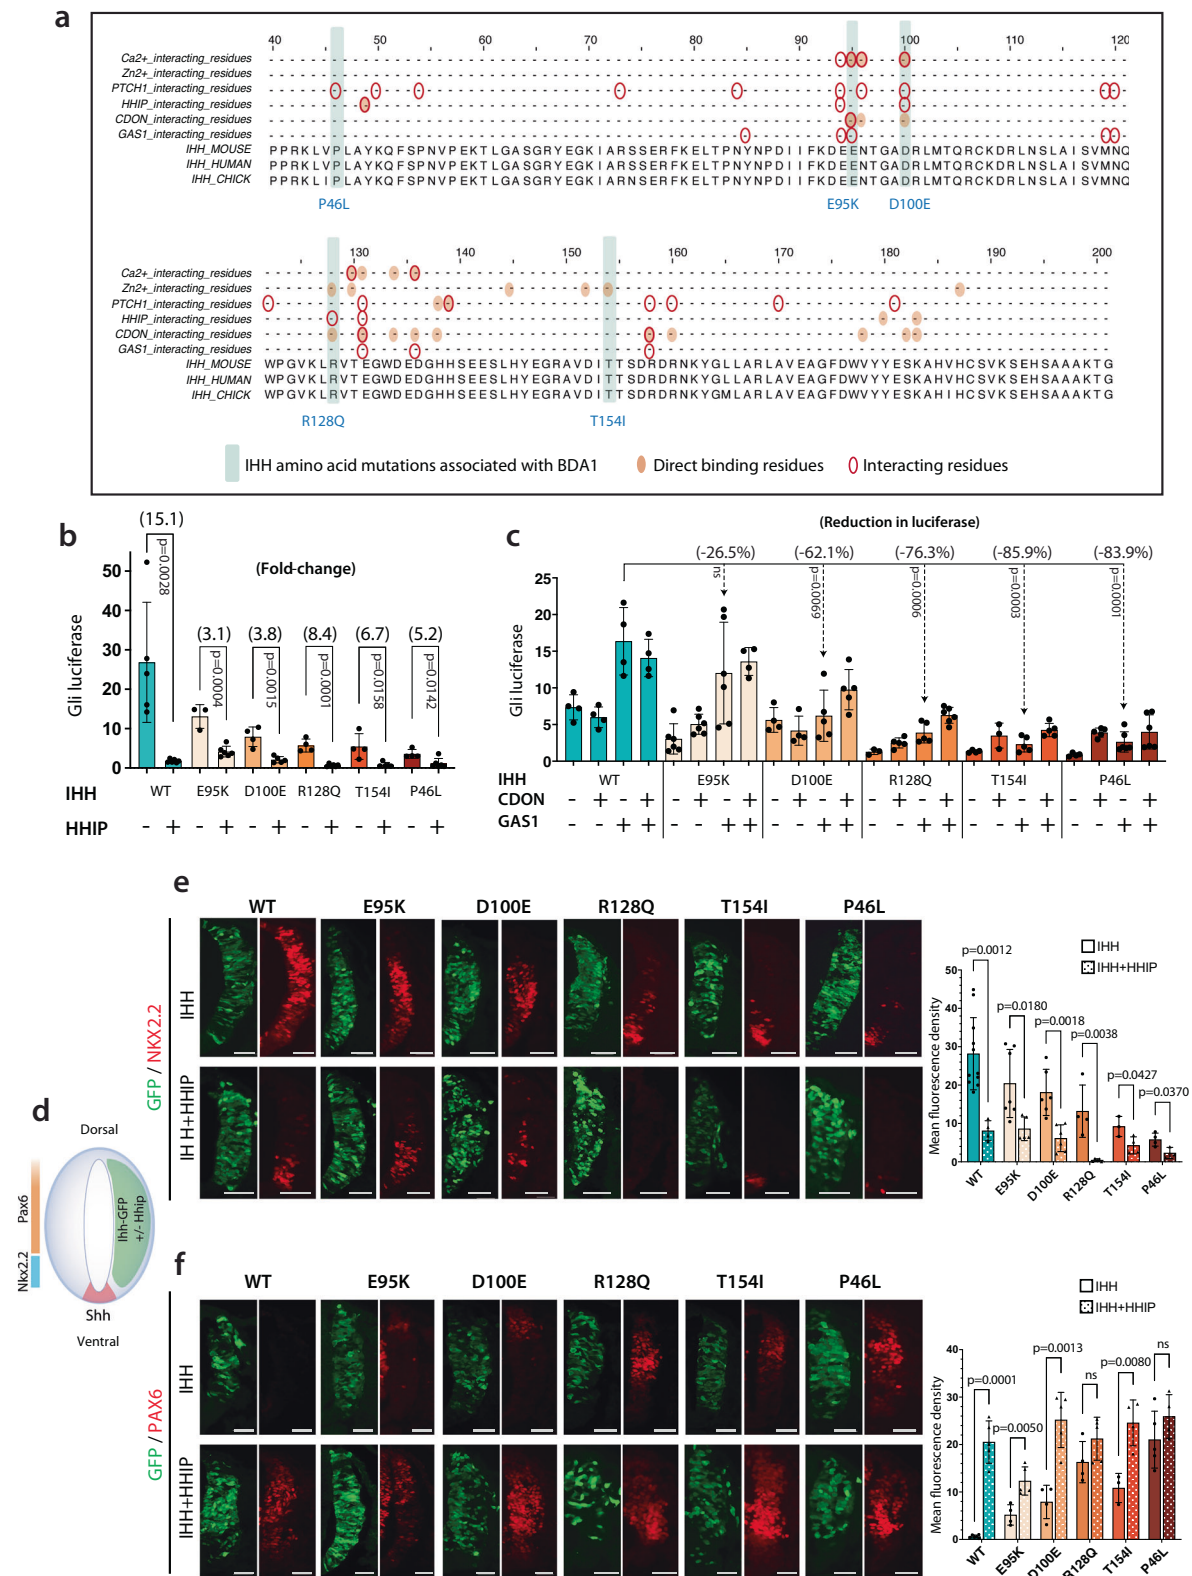 a
40 50 60 70 80 90 100 110 120
Ca2+_interacting_residues
Zn2+_interacting_residues
PTCH1_interacting_residues
HHIP_interacting_residues
CDON_interacting_residues
GAS1_interacting_residues
IHH_MOUSE PPRKLVPLAYKQFSPNVPEKTLGASGRYEGKIARSSERFKELTPNYNPDIIFKDEENTGADRLMTQRCKDRLNSLAISVMNQ
IHH_HUMAN PPRKLVPLAYKQFSPNVPEKTLGASGRYEGKIARSSERFKELTPNYNPDIIFKDEENTGADRLMTQRCKDRLNSLAISVMNQ
IHH_CHICK PPRKLIPLAYKQFSPNVPEKTLGASGRYEGKIARNSERFKELTPNYNPDIIFKDEENTGADRLMTQRCKDRLNSLAISVMNQ
P46L E95K D100E
130 140 150 160 170 180 190 200
Ca2+_interacting_residues
Zn2+_interacting_residues
PTCH1_interacting_residues
HHIP_interacting_residues
CDON_interacting_residues
GAS1_interacting_residues
IHH_MOUSE WPGVKLRVTEGWDEDGHHSEESLHYEGRAVDITTSDRDRNKYGLLARLAVEAGFDWVYYESKAHVHCSVKSEHSAAAKTG
IHH_HUMAN WPGVKLRVTEGWDEDGHHSEESLHYEGRAVDITTSDRDRNKYGLLARLAVEAGFDWVYYESKAHVHCSVKSEHSAAAKTG
IHH_CHICK WPGVKLRVTEGWDEDGHHSEESLHYEGRAVDITTSDRDRNKYGMLARLAVEAGFDWVYYESKAHIHCSVKSEHSAAAKTG
R128Q T154I
IHH amino acid mutations associated with BDA1 Direct binding residues Interacting residues
b
(15.1)
p=0.0028
(Fold-change)
(3.1) (3.8) (8.4) (6.7) (5.2)
p=0.0004 p=0.0015 p=0.0001 p=0.0158 p=0.0142
Gli luciferase
50
40
30
20
10
0
IHH WT E95K D100E R128Q T154I P46L
HHIP - + - + - + - + - + - +
c
(Reduction in luciferase)
(-26.5%) (-62.1%) (-76.3%) (-85.9%) (-83.9%)
ns p=0.0069 p=0.0006 p=0.0003 p=0.0001
Gli luciferase
25
20
15
10
5
0
IHH WT E95K D100E R128Q T154I P46L
CDON - + - + - + - + - + - + - + - + - + - + - + - +
GAS1 - - + + - - + + - - + + - - + + - - + + - - + +
d
Dorsal
Pax6
Nkx2.2
Ihh-GFP
+/- Hhip
Shh
Ventral
e
WT E95K D100E R128Q T154I P46L
GFP / NKX2.2
IHH
IH H+HHIP
IHH
IHH+HHIP
p=0.0012
p=0.0180
p=0.0018
p=0.0038
p=0.0427
p=0.0370
Mean fluorescence density
50
40
30
20
10
0
WT E95K D100E R128Q T154I P46L
f
WT E95K D100E R128Q T154I P46L
GFP / PAX6
IHH
IHH+HHIP
IHH
IHH+HHIP
p=0.0001
p=0.0050
p=0.0013
ns
p=0.0080
ns
Mean fluorescence density
40
30
20
10
0
WT E95K D100E R128Q T154I P46L